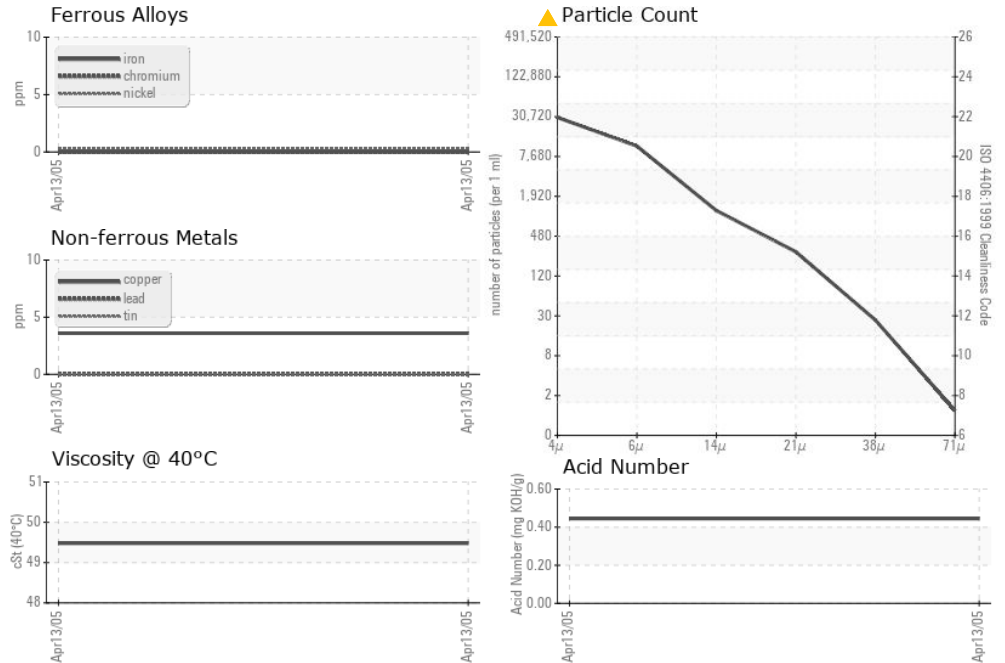 Ferrous Alloys
ppm
10
5
0
iron
chromium
nickel
Apr13/05
Apr13/05
Non-ferrous Metals
ppm
10
5
0
copper
lead
tin
Apr13/05
Apr13/05
Viscosity @ 40°C
cSt (40°C)
51
50
49
48
Apr13/05
Apr13/05
Particle Count
number of particles (per 1 ml)
491,520
122,880
30,720
7,680
1,920
480
120
30
8
2
0
26
24
22
20
18
16
14
12
10
8
6
ISO 4406:1999 Cleanliness Code
4µ
6µ
14µ
21µ
38µ
71µ
Acid Number
Acid Number (mg KOH/g)
0.60
0.40
0.20
0.00
Apr13/05
Apr13/05